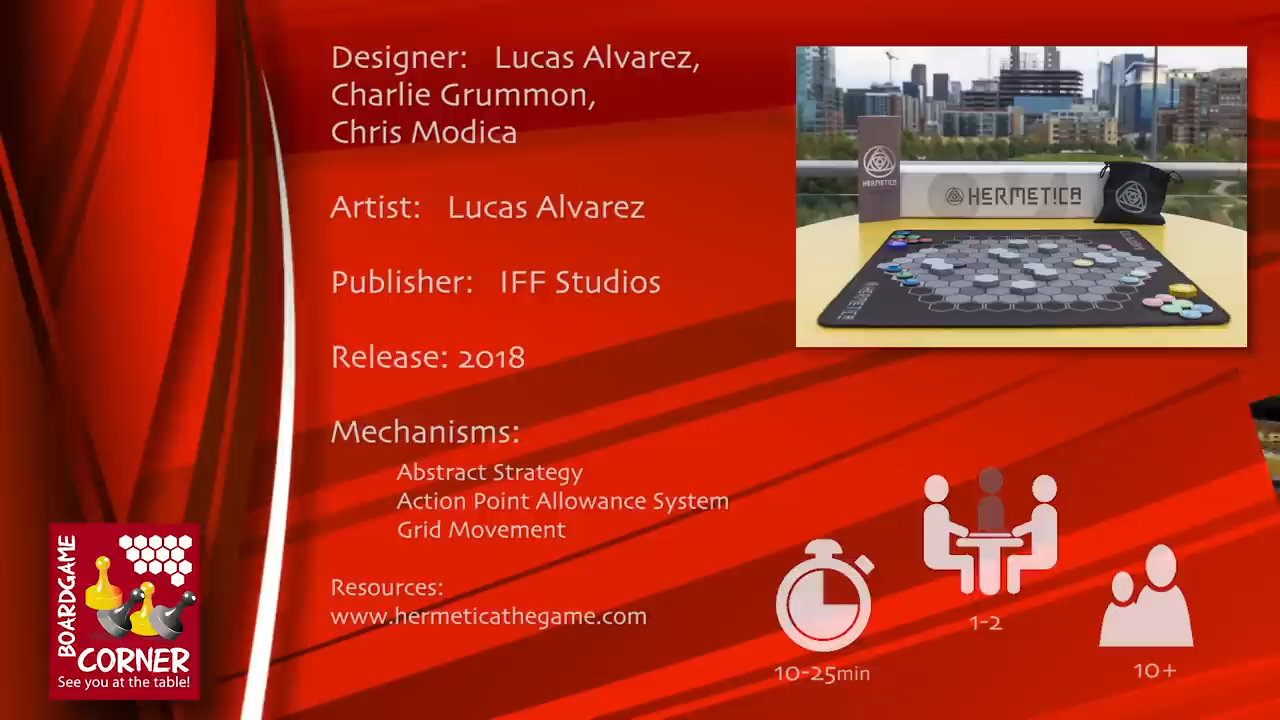 Designer: Lucas Alvarez,
Charlie Grummon,
Chris Modica
Artist: Lucas Alvarez
Publisher: IFF Studios
Release: 2018
Mechanisms:
Abstract Strategy
Action Point Allowance System
Grid Movement
Resources:
www.hermeticathegame.com
HERMETICA
HERMETICA
HERMETICA
HERMETICA
10-25min
1-2
10+
BOARDGAME
CORNER
See you at the table!